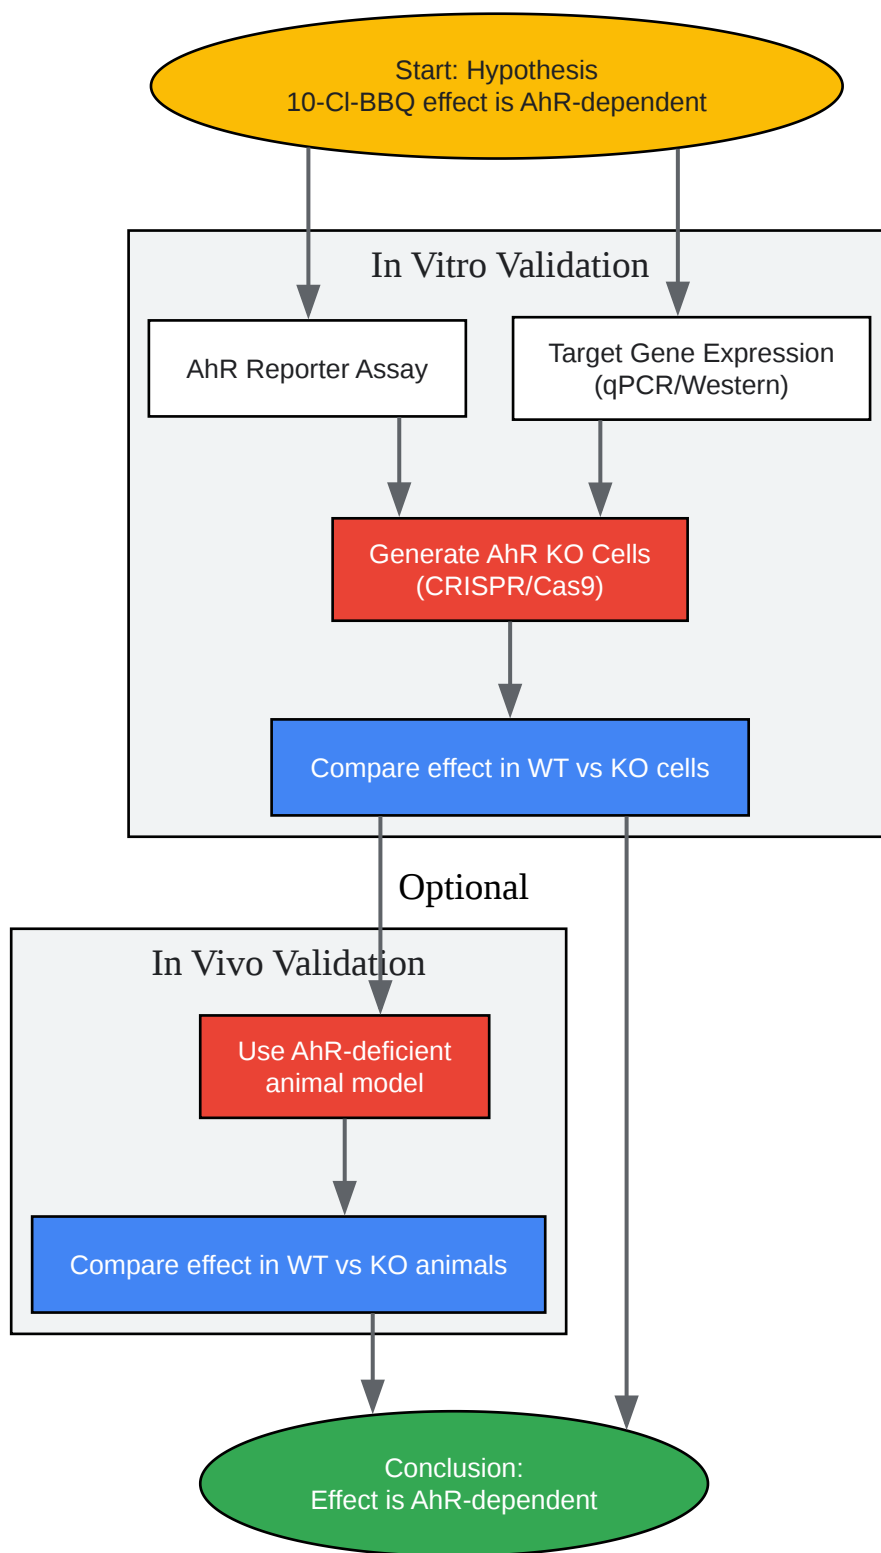 Start: Hypothesis
10-Cl-BBQ effect is AhR-dependent
In Vitro Validation
AhR Reporter Assay
Target Gene Expression
(qPCR/Western)
Generate AhR KO Cells
(CRISPR/Cas9)
Compare effect in WT vs KO cells
Optional
In Vivo Validation
Use AhR-deficient
animal model
Compare effect in WT vs KO animals
Conclusion:
Effect is AhR-dependent